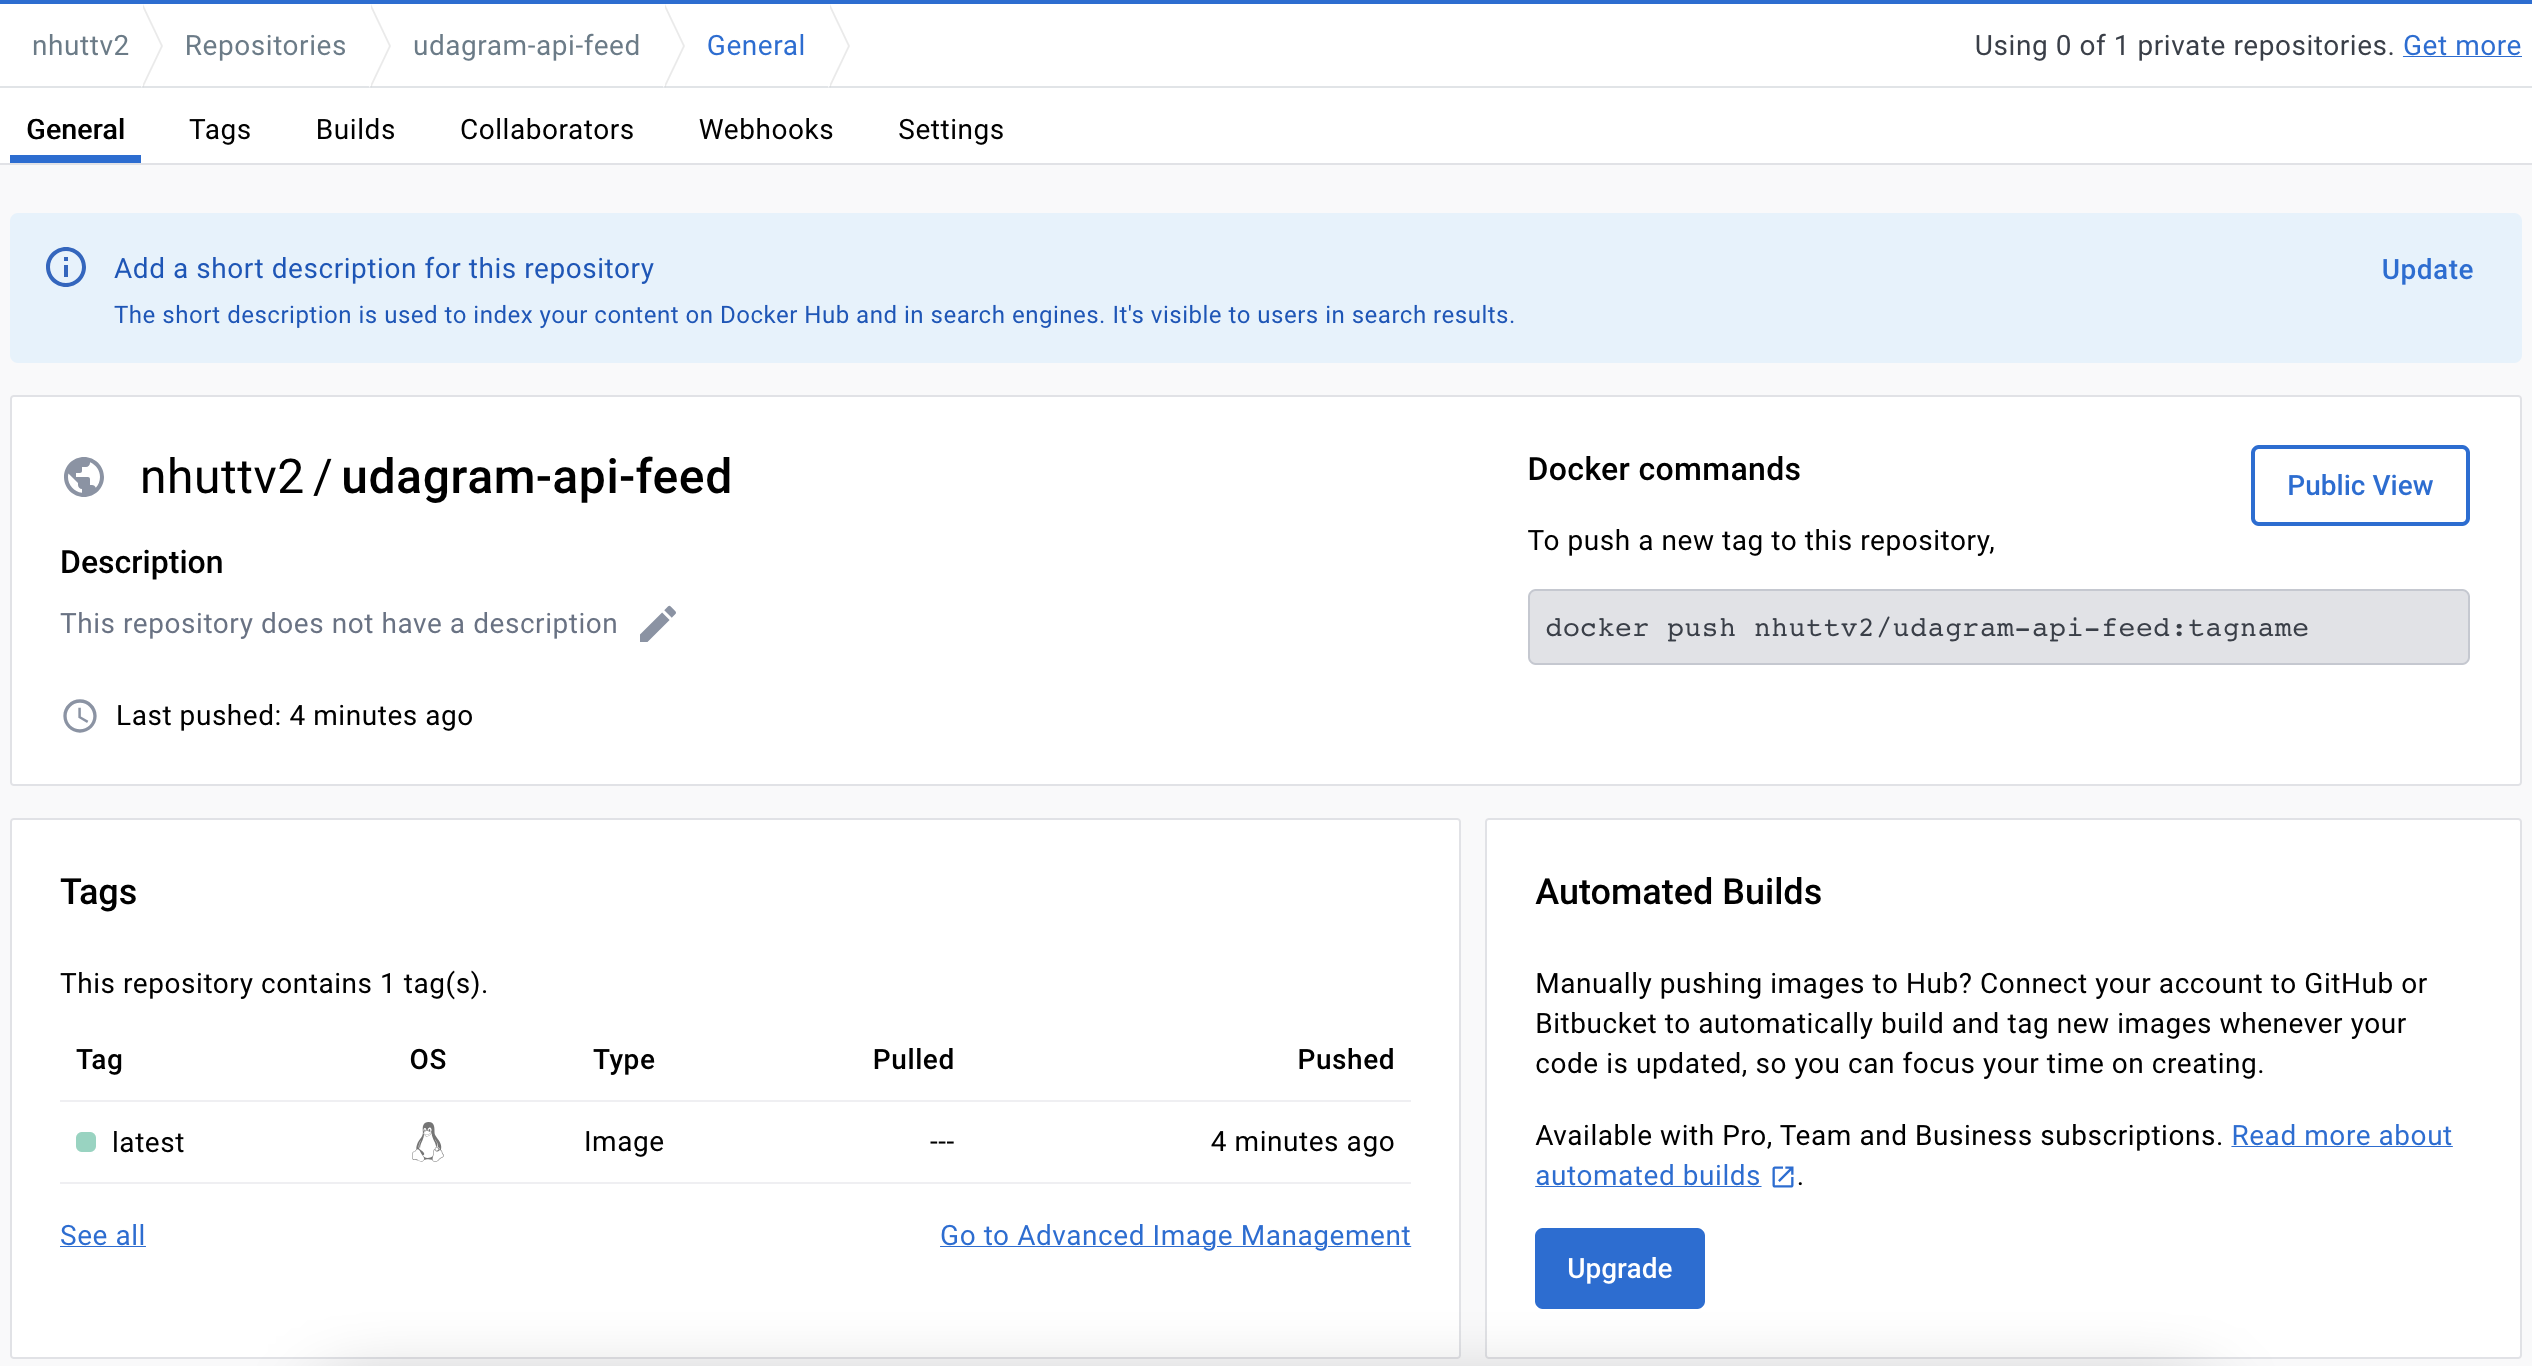 nhuttv2 Repositories udagram-api-feed General Using 0 of 1 private repositories. Get more
General Tags Builds Collaborators Webhooks Settings
Add a short description for this repository Update
The short description is used to index your content on Docker Hub and in search engines. It's visible to users in search results.
nhuttv2 / udagram-api-feed
Description
This repository does not have a description
Last pushed: 4 minutes ago
Docker commands
Public View
To push a new tag to this repository,
docker push nhuttv2/udagram-api-feed:tagname
Tags
This repository contains 1 tag(s).
Tag OS Type Pulled Pushed
latest Image --- 4 minutes ago
See all Go to Advanced Image Management
Automated Builds
Manually pushing images to Hub? Connect your account to GitHub or
Bitbucket to automatically build and tag new images whenever your
code is updated, so you can focus your time on creating.
Available with Pro, Team and Business subscriptions. Read more about
automated builds .
Upgrade